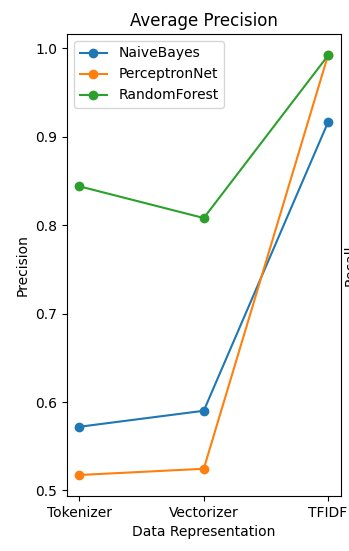 Average Precision
NaiveBayes
PerceptronNet
RandomForest
1.0
0.9
0.8
0.7
0.6
0.5
Precision
Tokenizer
Vectorizer
TFIDF
Data Representation
Recall